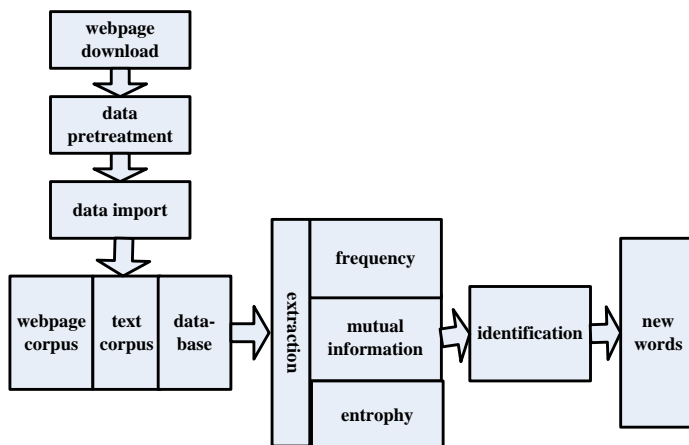 webpage
download
data
pretreatment
data import
webpage
corpus
text
corpus
data-
base
extraction
frequency
mutual
information
entrophy
identification
new
words